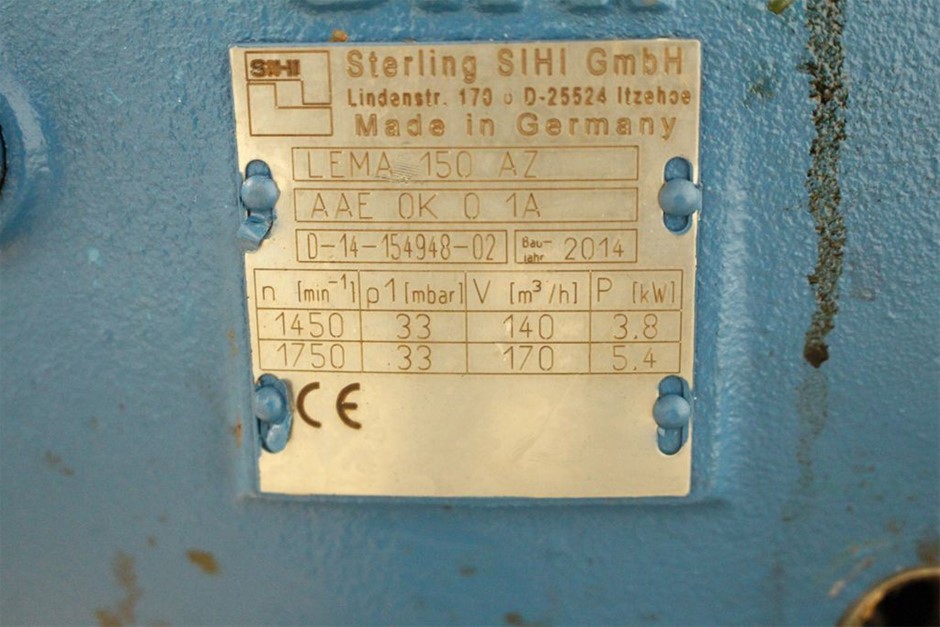 SIHI
Sterling SIHI GmbH
Lindenstr. 170 o D-25524 Itzehoe
Made in Germany
LEMA 150 AZ
AAE 0K 0 1A
D-14-154948-02 Bau-jahr 2014
n [min⁻¹] p1[mbar] V [m³/h] P [kW]
1450 33 140 3.8
1750 33 170 5.4
CE